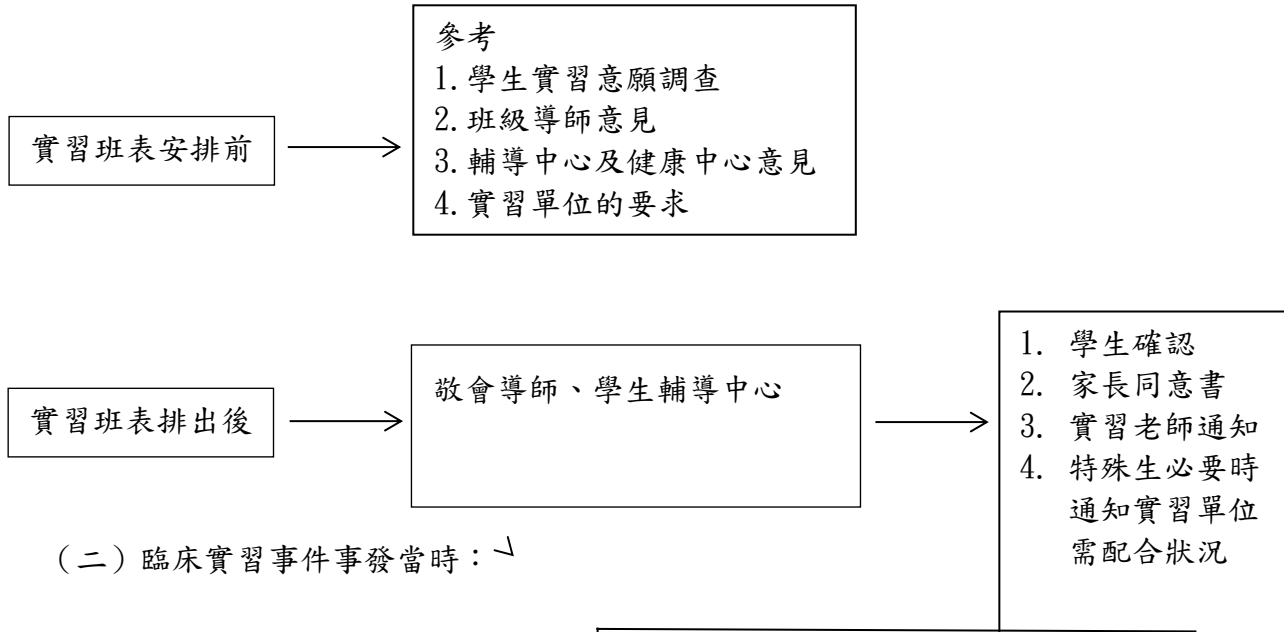 參考
1.學生實習意願調查
2.班級導師意見
實習班表安排前
3.輔導中心及健康中心意見
4.實習單位的要求
敬會導師、學生輔導中心
實習班表排出後
1. 學生確認
2. 家長同意書
3. 實習老師通知
4. 特殊生必要時
通知實習單位
需配合狀況
(二)臨床實習事件事發當時：